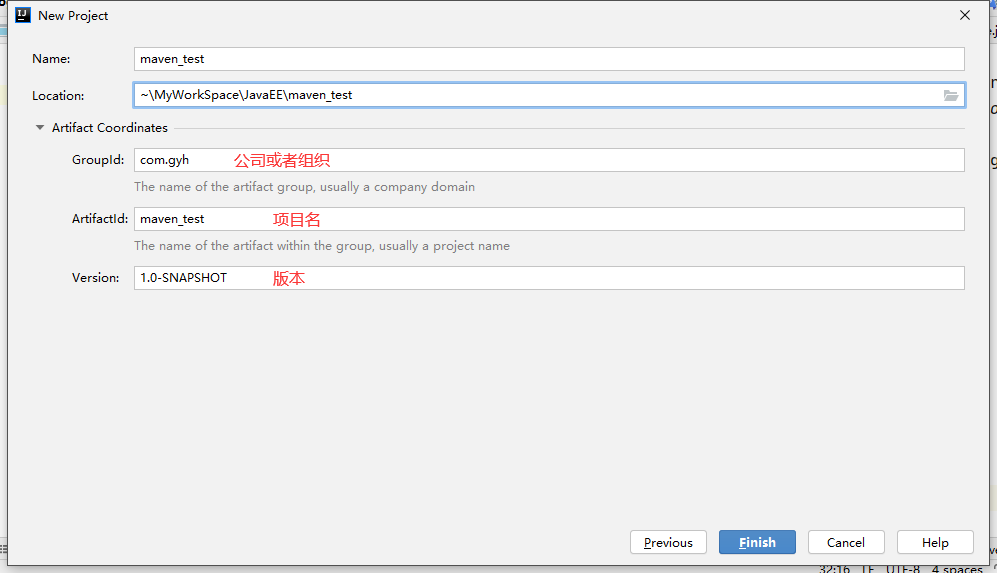 New Project
Name: maven_test
Location: ~\MyWorkSpace\JavaEE\maven_test
Artifact Coordinates
GroupId: com.gyh 公司或者组织
The name of the artifact group, usually a company domain
ArtifactId: maven_test 项目名
The name of the artifact within the group, usually a project name
Version: 1.0-SNAPSHOT 版本
Previous Finish Cancel Help
32:16 LF UTF-8 4 spaces